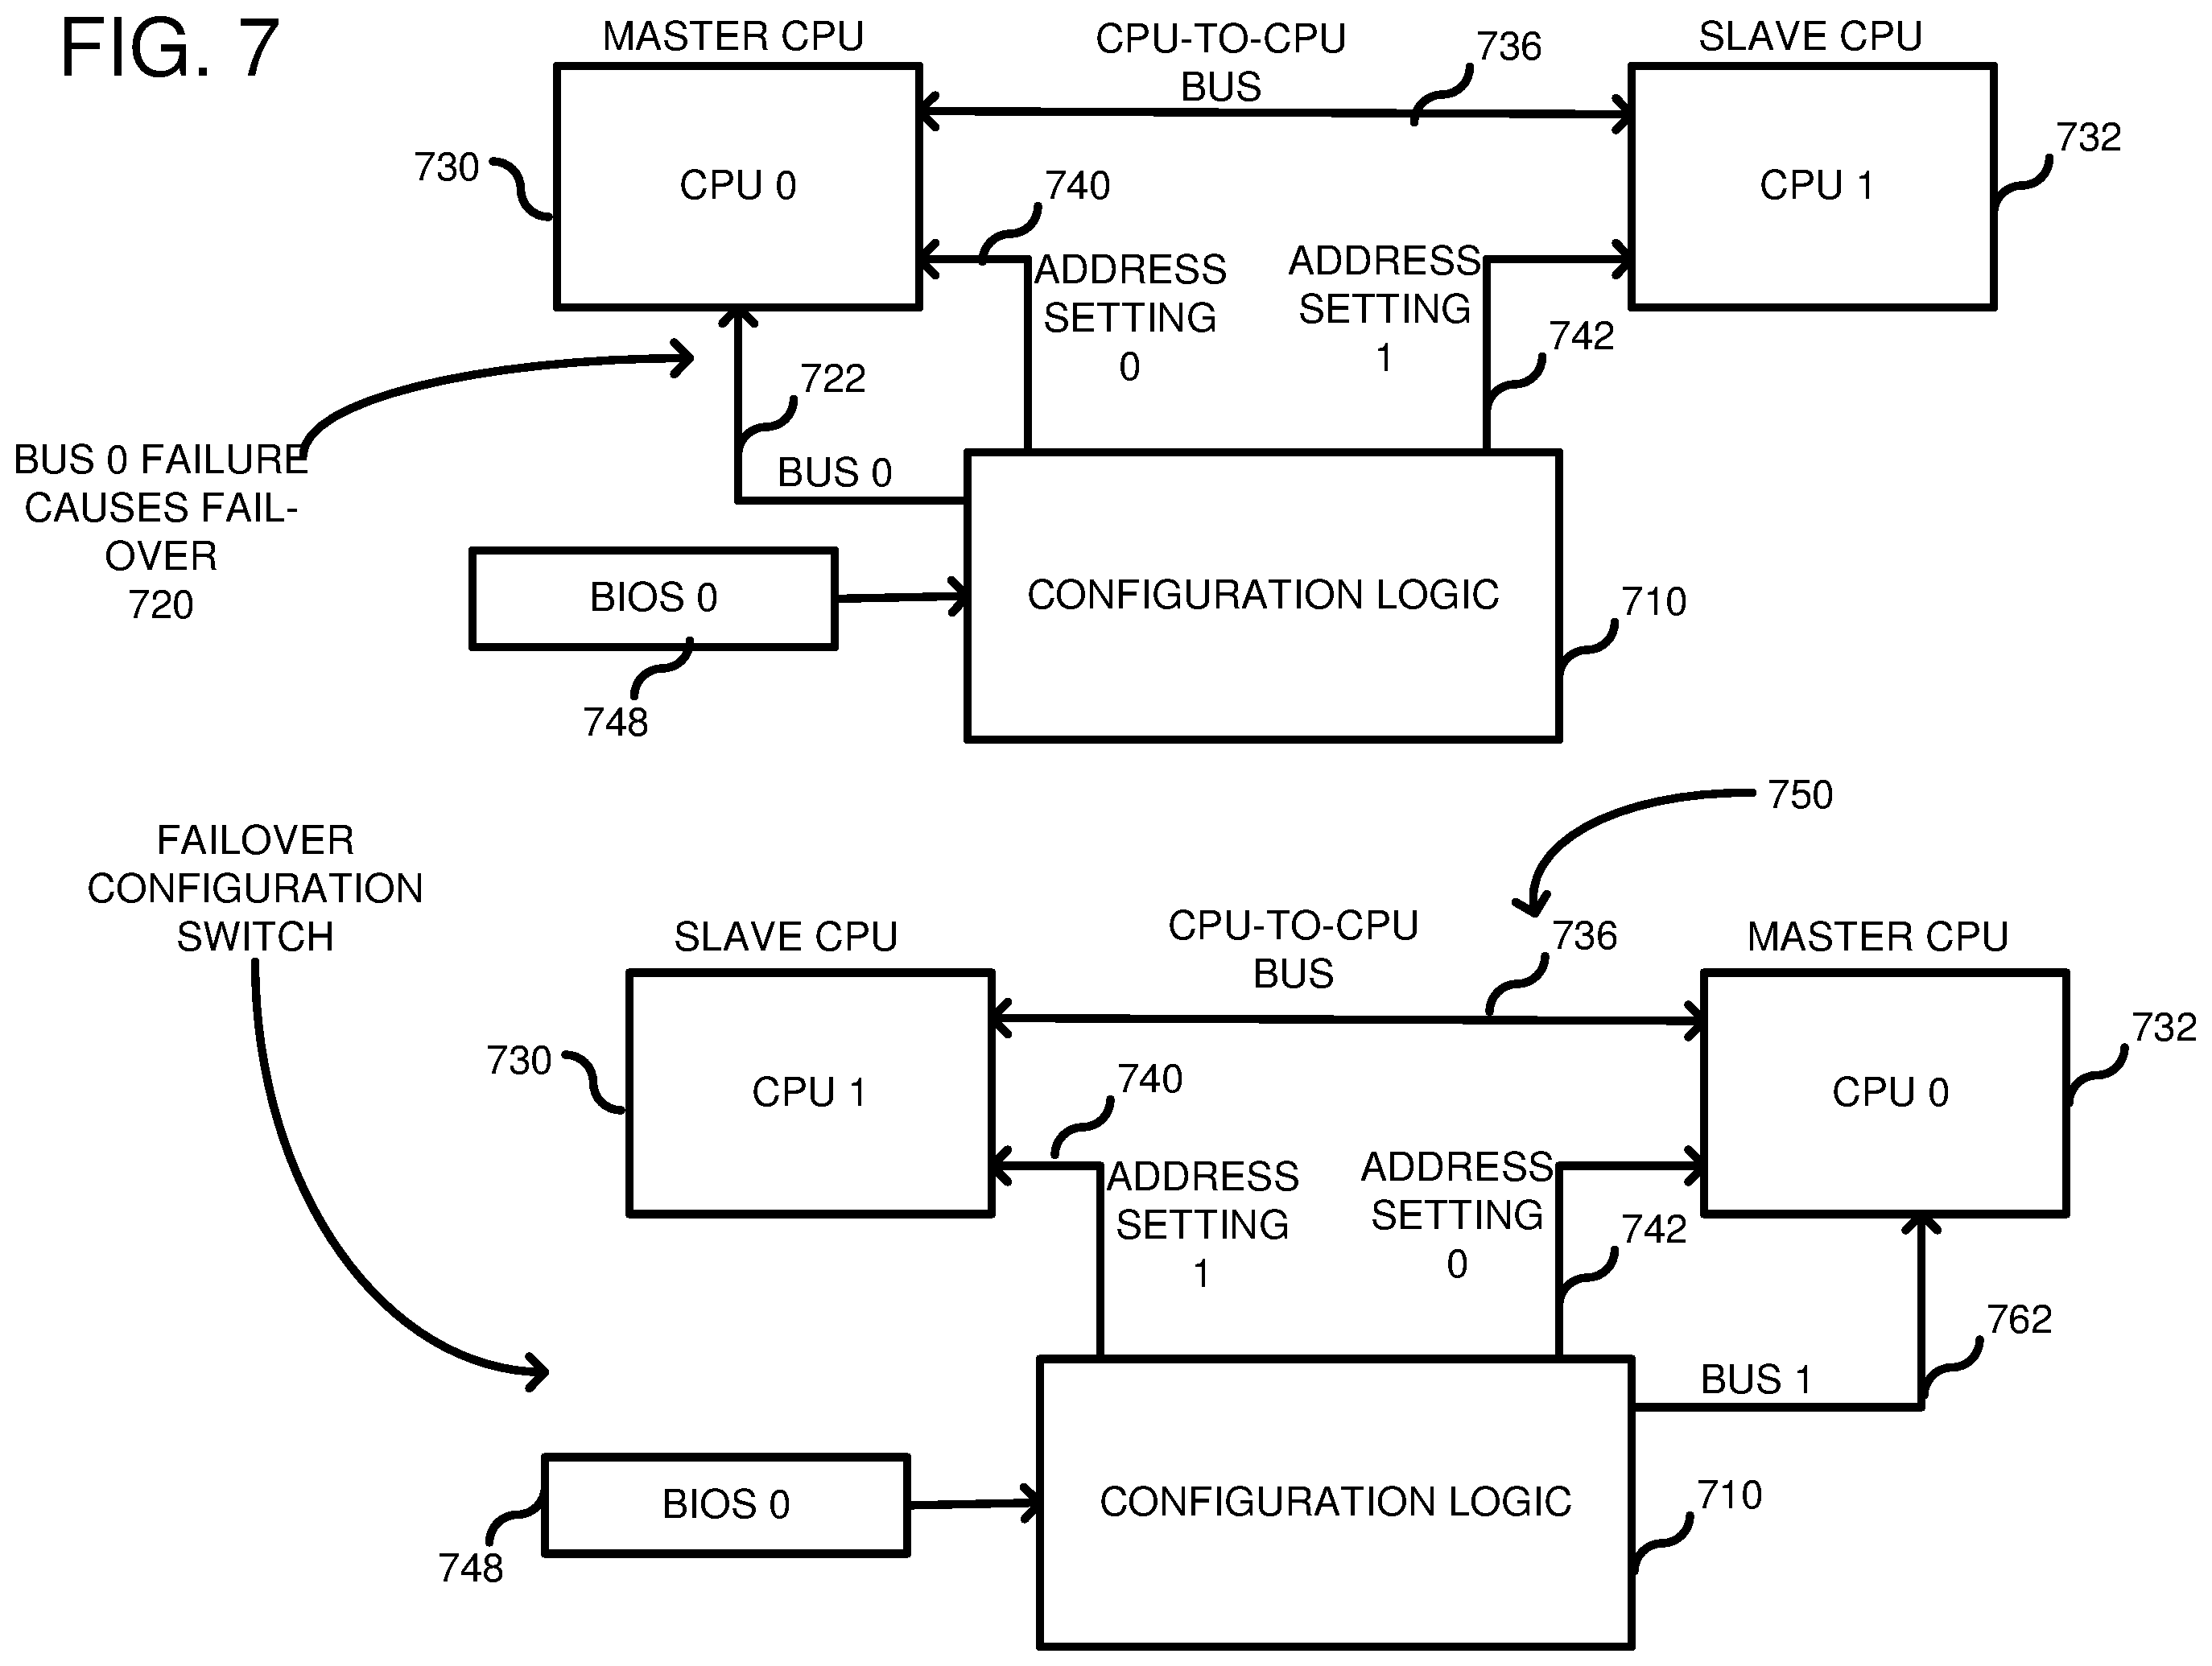 FIG. 7
MASTER CPU
CPU-TO-CPU
BUS
736
SLAVE CPU
730
CPU 0
732
CPU 1
740
ADDRESS
SETTING
0
ADDRESS
SETTING
1
742
722
BUS 0 FAILURE
CAUSES FAIL-
OVER
720
BUS 0
BIOS 0
748
CONFIGURATION LOGIC
710
750
FAILOVER
CONFIGURATION
SWITCH
SLAVE CPU
CPU-TO-CPU
BUS
736
MASTER CPU
730
CPU 1
732
CPU 0
740
ADDRESS
SETTING
1
ADDRESS
SETTING
0
742
762
BUS 1
BIOS 0
748
CONFIGURATION LOGIC
710